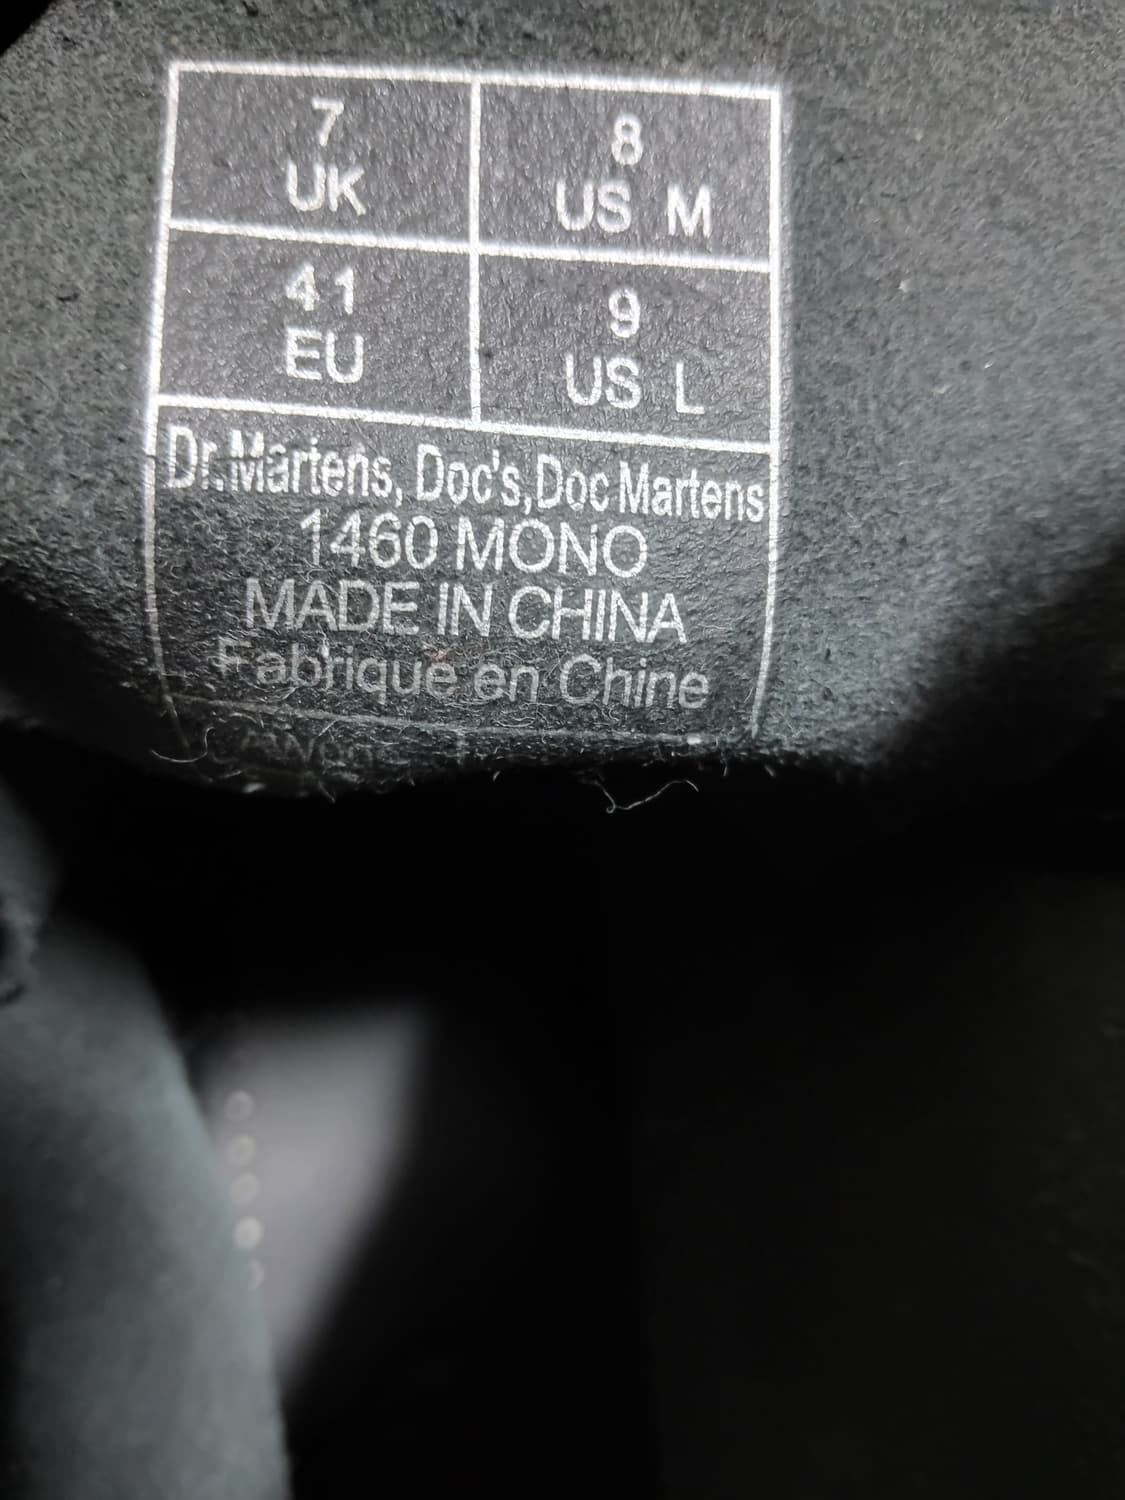 7 8
UK US M
41 9
EU US L
Dr. Martens, Doc's, Doc Martens
1460 MONO
MADE IN CHINA
Fabriqué en Chine